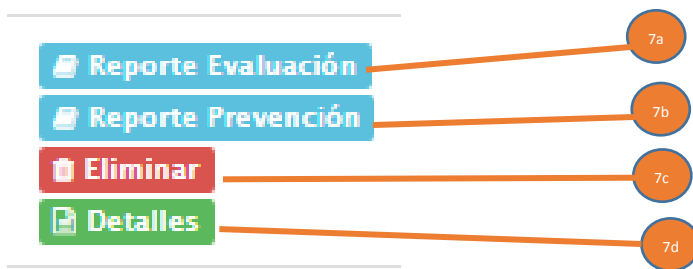 Reporte Evaluación
7a
Reporte Prevención
7b
Eliminar
7c
Detalles
7d